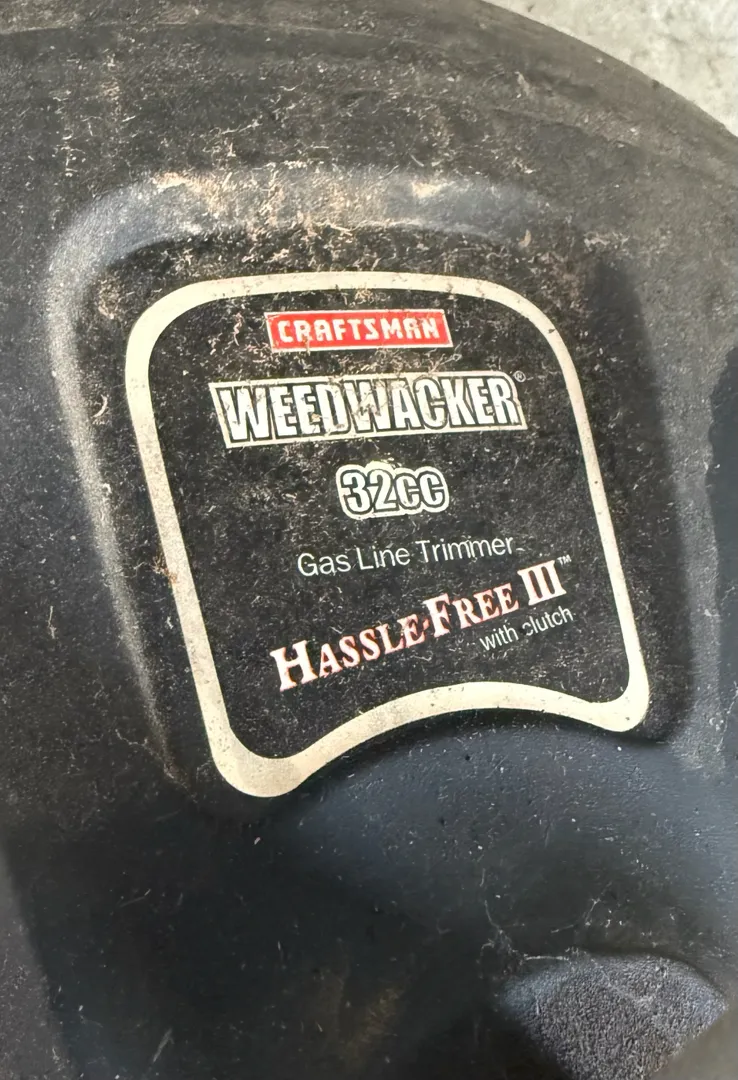 CRAFTSMAN
WEEDWACKER®
32cc
Gas Line Trimmer
HASSLE-FREE III™
with clutch